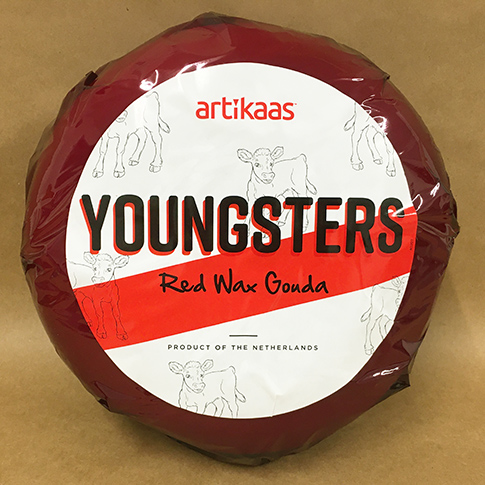 artikaas
YOUNGSTERS
Red Wax Gouda
PRODUCT OF THE NETHERLANDS